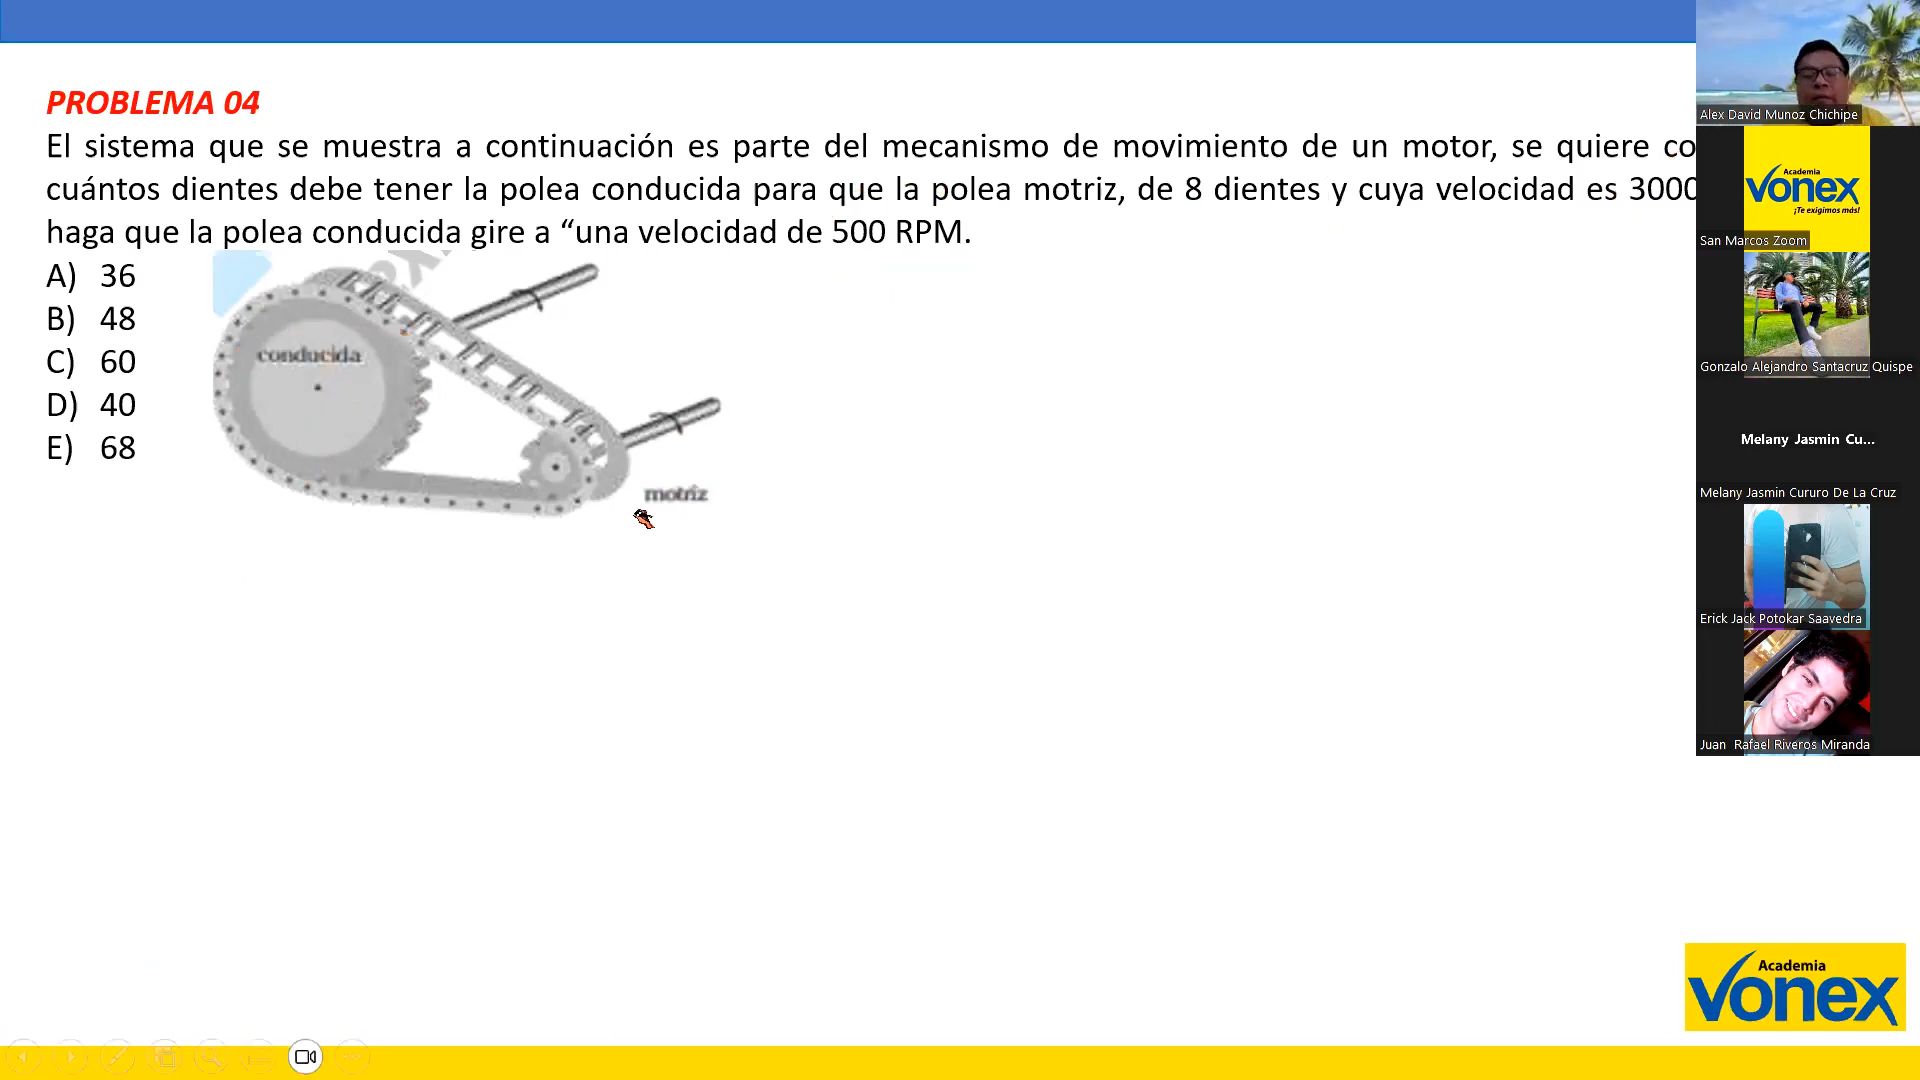 PROBLEMA 04
El sistema que se muestra a continuación es parte del mecanismo de movimiento de un motor, se quiere co
cuántos dientes debe tener la polea conducida para que la polea motriz, de 8 dientes y cuya velocidad es 3000
haga que la polea conducida gire a “una velocidad de 500 RPM.
A) 36
B) 48
C) 60
D) 40
E) 68
conducida
motriz
Alex David Munoz Chichipe
Academia
vonex
¡Te exigimos más!
San Marcos Zoom
Gonzalo Alejandro Santacruz Quispe
Melany Jasmin Cu...
Melany Jasmin Cururo De La Cruz
Erick Jack Potokar Saavedra
Juan Rafael Riveros Miranda
Academia
vonex